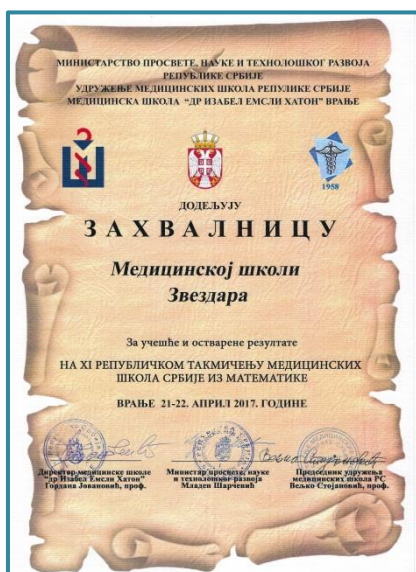 МИНИСТАРСТВО ПРОСВЕТЕ, НАУКЕ И ТЕХНОЛОШКОГ РАЗВОЈА
РЕПУБЛИКЕ СРБИЈЕ
УДРУЖЕЊЕ МЕДИЦИНСКИХ ШКОЛА РЕПУЛИКЕ СРБИЈЕ
МЕДИЦИНСКА ШКОЛА "ДР ИЗАБЕЛ ЕМСЛИ ХАТОН" ВРАЊЕ
1958
ДОДЕЉУЈУ
ЗАХВАЛНИЦУ
Медицинској школи
Звездара
За учешће и остварене резултате
НА XI РЕПУБЛИЧКОМ ТАКМИЧЕЊУ МЕДИЦИНСКИХ
ШКОЛА СРБИЈЕ ИЗ МАТЕМАТИКЕ
ВРАЊЕ 21-22. АПРИЛ 2017. ГОДИНЕ
Директор медицинске школе
"др Изабел Емсли Хатон"
Гордана Јовановић, проф.
Министар просвете, науке
и технолошког развоја
Младен Шарчевић
Председник удружења
медицинских школа РС
Вељко Стојановић, проф.